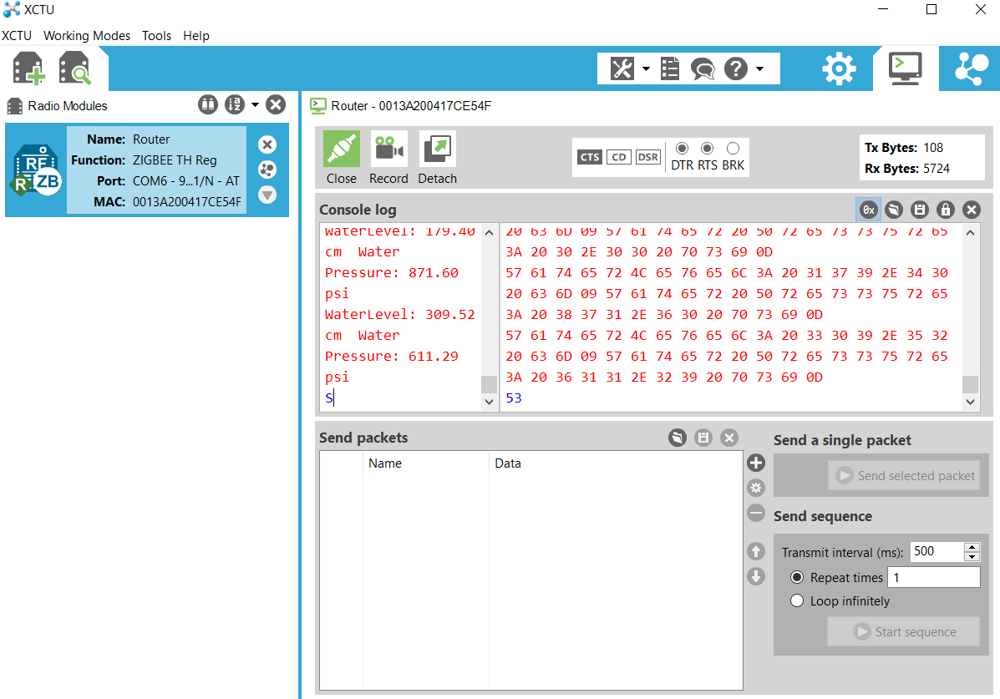 XCTU
XCTU Working Modes Tools Help
Radio Modules
Router - 0013A200417CE54F
RF
R
ZB
Name: Router
Function: ZIGBEE TH Reg
Port: COM6 - 9...1/N - AT
MAC: 0013A200417CE54F
Close Record Detach
CTS CD DSR
DTR RTS BRK
Tx Bytes: 108
Rx Bytes: 5724
Console log
0x
WaterLevel: 179.40
cm Water
Pressure: 871.60
psi
WaterLevel: 309.52
cm Water
Pressure: 611.29
psi
S
20 63 6D 09 57 61 74 65 72 20 50 72 65 73 73 75 72 65
3A 20 30 2E 30 30 20 70 73 69 0D
57 61 74 65 72 4C 65 76 65 6C 3A 20 31 37 39 2E 34 30
20 63 6D 09 57 61 74 65 72 20 50 72 65 73 73 75 72 65
3A 20 38 37 31 2E 36 30 20 70 73 69 0D
57 61 74 65 72 4C 65 76 65 6C 3A 20 33 30 39 2E 35 32
20 63 6D 09 57 61 74 65 72 20 50 72 65 73 73 75 72 65
3A 20 36 31 31 2E 32 39 20 70 73 69 0D
53
Send packets
Name Data
Send a single packet
Send selected packet
Send sequence
Transmit interval (ms): 500
Repeat times 1
Loop infinitely
Start sequence